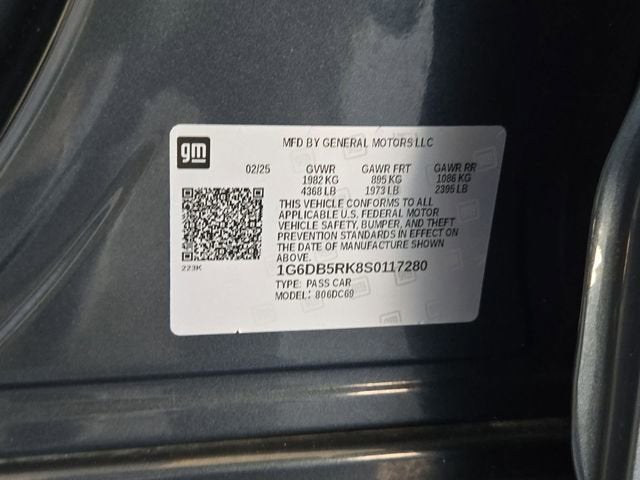 gm
MFD BY GENERAL MOTORS LLC
02/25 GVWR GAWR FRT GAWR RR
1982 KG 895 KG 1086 KG
4368 LB 1973 LB 2395 LB
THIS VEHICLE CONFORMS TO ALL
APPLICABLE U.S. FEDERAL MOTOR
VEHICLE SAFETY, BUMPER, AND THEFT
PREVENTION STANDARDS IN EFFECT ON
THE DATE OF MANUFACTURE SHOWN
ABOVE.
223K
1G6DB5RK8S0117280
TYPE: PASS CAR
MODEL: 806DC69